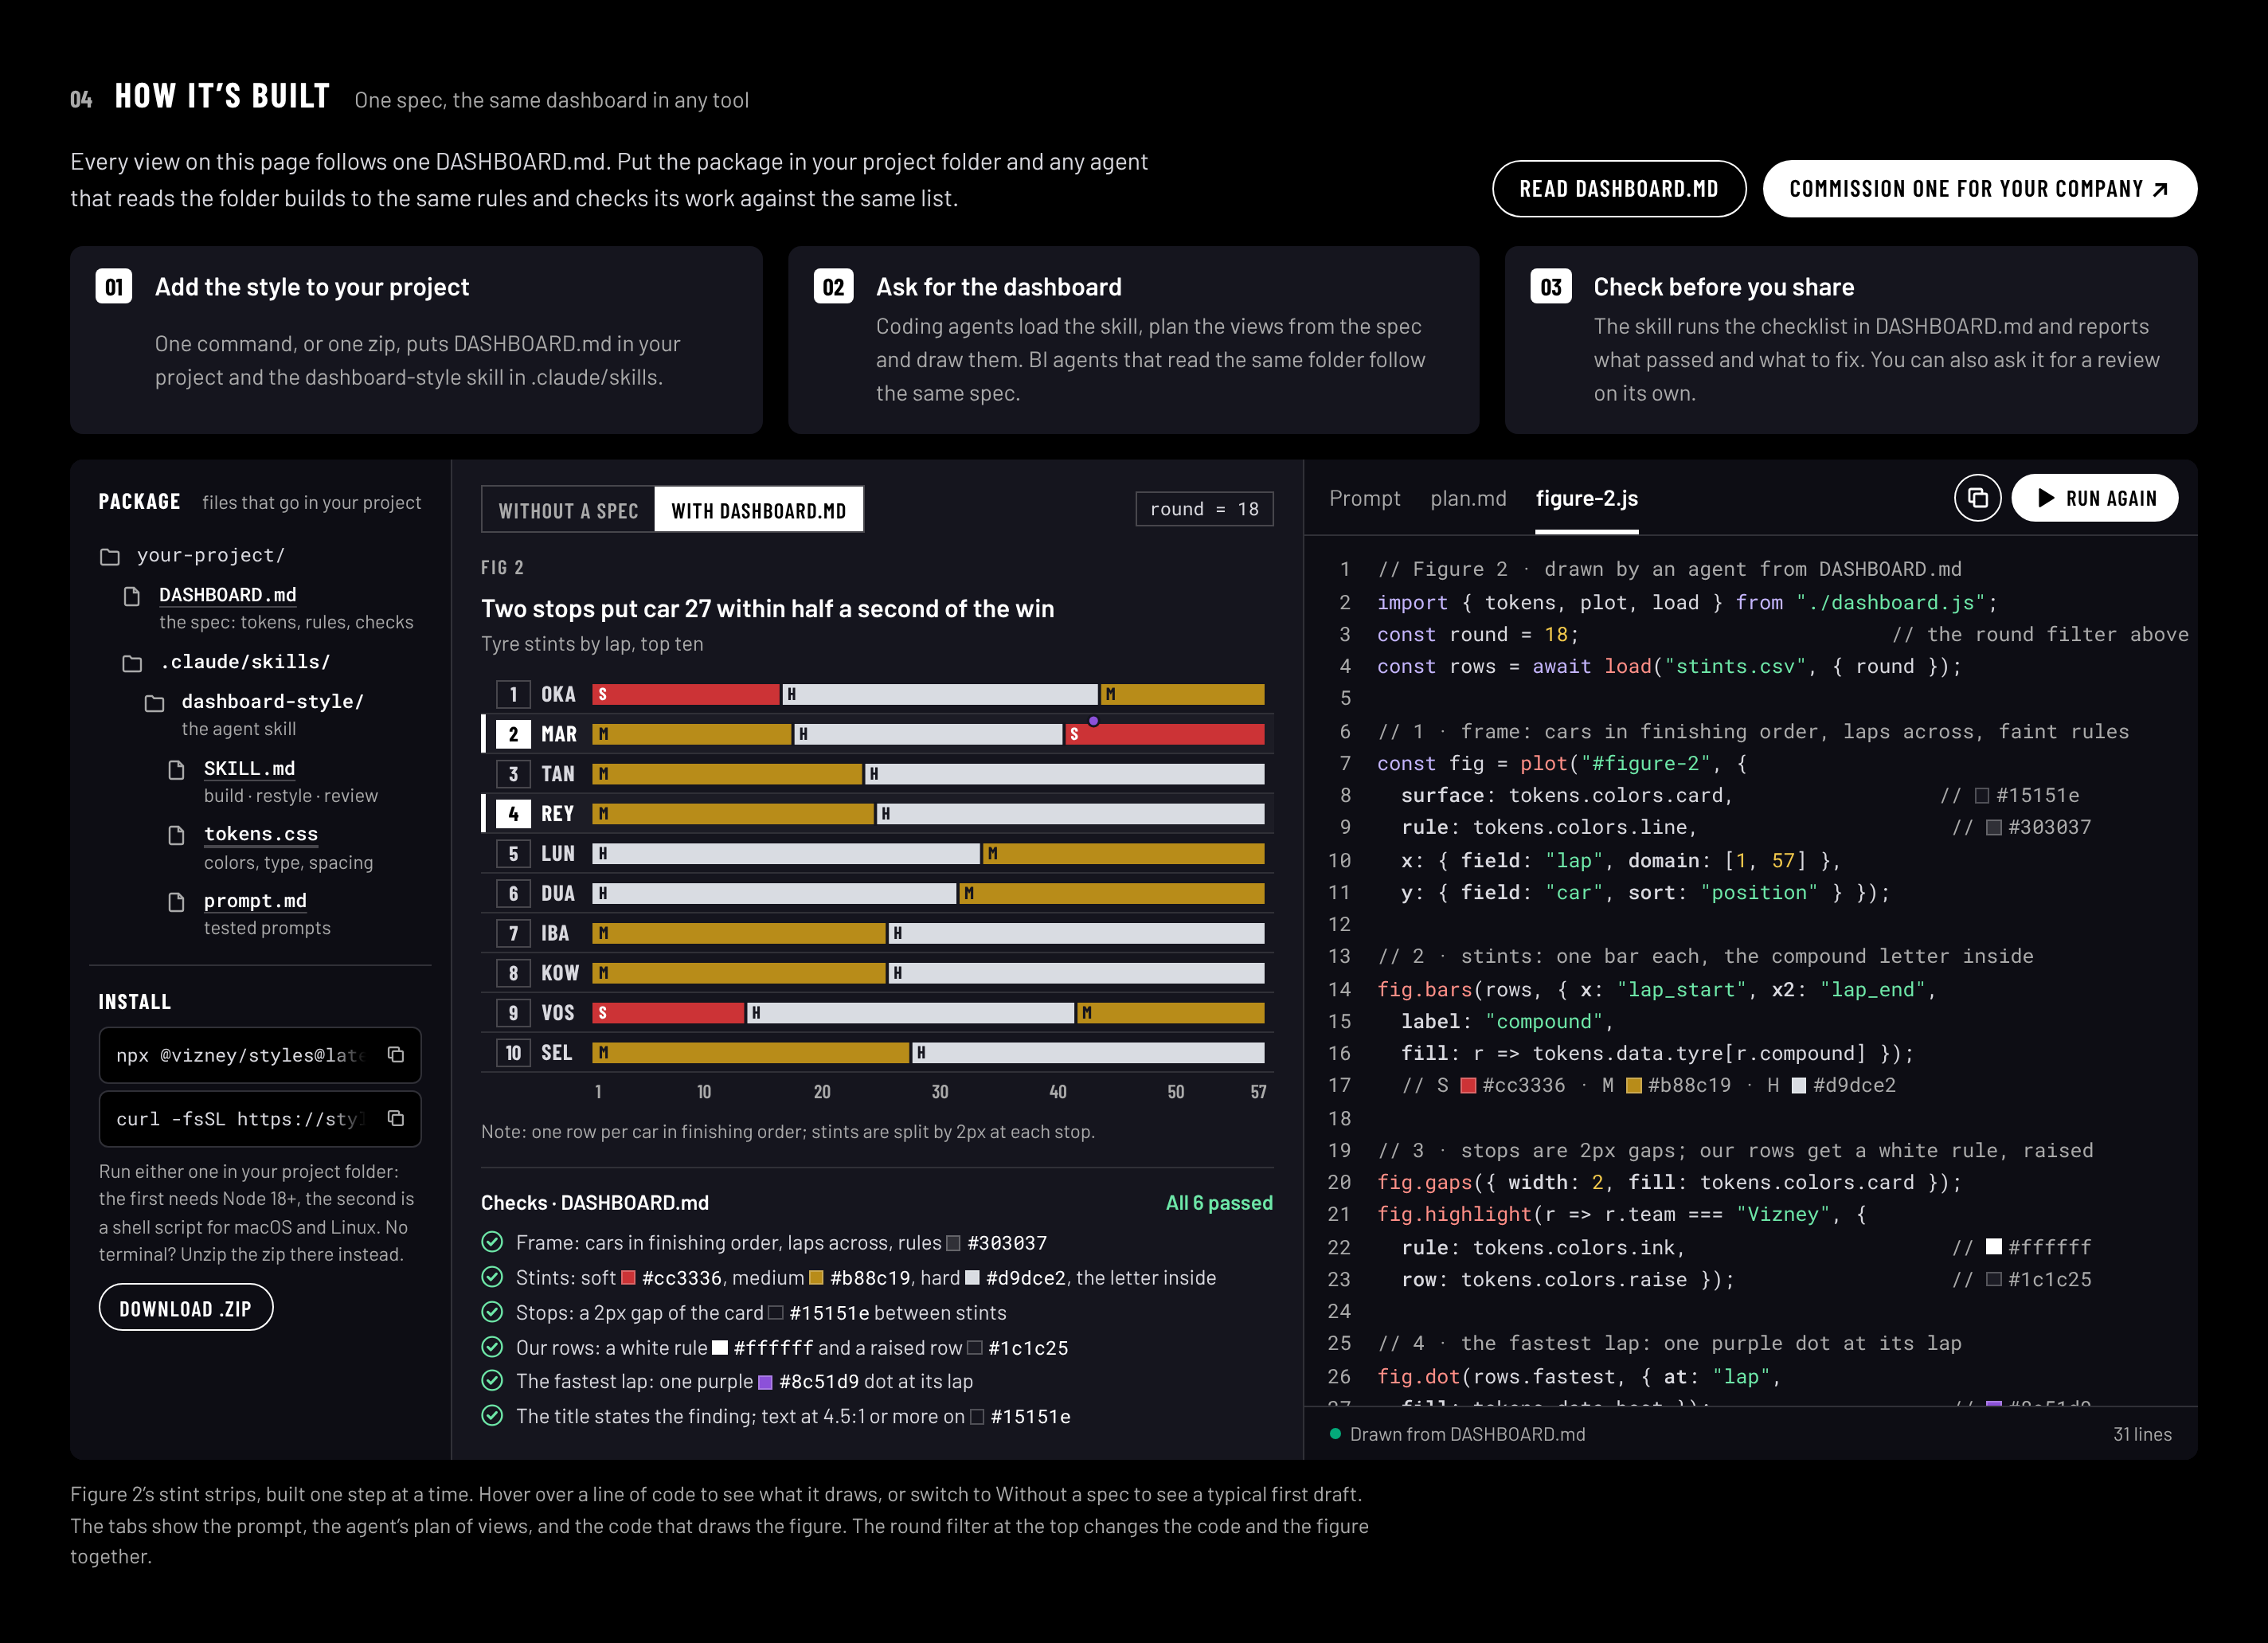 04 HOW IT’S BUILT One spec, the same dashboard in any tool
Every view on this page follows one DASHBOARD.md. Put the package in your project folder and any agent
that reads the folder builds to the same rules and checks its work against the same list.
READ DASHBOARD.MD
COMMISSION ONE FOR YOUR COMPANY
01 Add the style to your project
One command, or one zip, puts DASHBOARD.md in your
project and the dashboard-style skill in .claude/skills.
02 Ask for the dashboard
Coding agents load the skill, plan the views from the spec
and draw them. BI agents that read the same folder follow
the same spec.
03 Check before you share
The skill runs the checklist in DASHBOARD.md and reports
what passed and what to fix. You can also ask it for a review
on its own.
PACKAGE files that go in your project
your-project/
DASHBOARD.md
the spec: tokens, rules, checks
.claude/skills/
dashboard-style/
the agent skill
SKILL.md
build · restyle · review
tokens.css
colors, type, spacing
prompt.md
tested prompts
INSTALL
npx @vizney/styles@late
curl -fsSL https://styl
Run either one in your project folder:
the first needs Node 18+, the second is
a shell script for macOS and Linux. No
terminal? Unzip the zip there instead.
DOWNLOAD .ZIP
WITHOUT A SPEC WITH DASHBOARD.MD
round = 18
FIG 2
Two stops put car 27 within half a second of the win
Tyre stints by lap, top ten
1 OKA S H M
2 MAR M H S
3 TAN M H
4 REY M H
5 LUN H M
6 DUA H M
7 IBA M H
8 KOW M H
9 VOS S H M
10 SEL M H
1 10 20 30 40 50 57
Note: one row per car in finishing order; stints are split by 2px at each stop.
Checks · DASHBOARD.md All 6 passed
Frame: cars in finishing order, laps across, rules #303037
Stints: soft #cc3336, medium #b88c19, hard #d9dce2, the letter inside
Stops: a 2px gap of the card #15151e between stints
Our rows: a white rule #ffffff and a raised row #1c1c25
The fastest lap: one purple #8c51d9 dot at its lap
The title states the finding; text at 4.5:1 or more on #15151e
Prompt plan.md figure-2.js
RUN AGAIN
1 // Figure 2 · drawn by an agent from DASHBOARD.md
2 import { tokens, plot, load } from "./dashboard.js";
3 const round = 18; // the round filter above
4 const rows = await load("stints.csv", { round });
5
6 // 1 · frame: cars in finishing order, laps across, faint rules
7 const fig = plot("#figure-2", {
8 surface: tokens.colors.card, // #15151e
9 rule: tokens.colors.line, // #303037
10 x: { field: "lap", domain: [1, 57] },
11 y: { field: "car", sort: "position" } });
12
13 // 2 · stints: one bar each, the compound letter inside
14 fig.bars(rows, { x: "lap_start", x2: "lap_end",
15 label: "compound",
16 fill: r => tokens.data.tyre[r.compound] });
17 // S #cc3336 · M #b88c19 · H #d9dce2
18
19 // 3 · stops are 2px gaps; our rows get a white rule, raised
20 fig.gaps({ width: 2, fill: tokens.colors.card });
21 fig.highlight(r => r.team === "Vizney", {
22 rule: tokens.colors.ink, // #ffffff
23 row: tokens.colors.raise }); // #1c1c25
24
25 // 4 · the fastest lap: one purple dot at its lap
26 fig.dot(rows.fastest, { at: "lap",
27 fill: tokens.data.best }); // #8c51d9
Drawn from DASHBOARD.md 31 lines
Figure 2’s stint strips, built one step at a time. Hover over a line of code to see what it draws, or switch to Without a spec to see a typical first draft.
The tabs show the prompt, the agent’s plan of views, and the code that draws the figure. The round filter at the top changes the code and the figure
together.